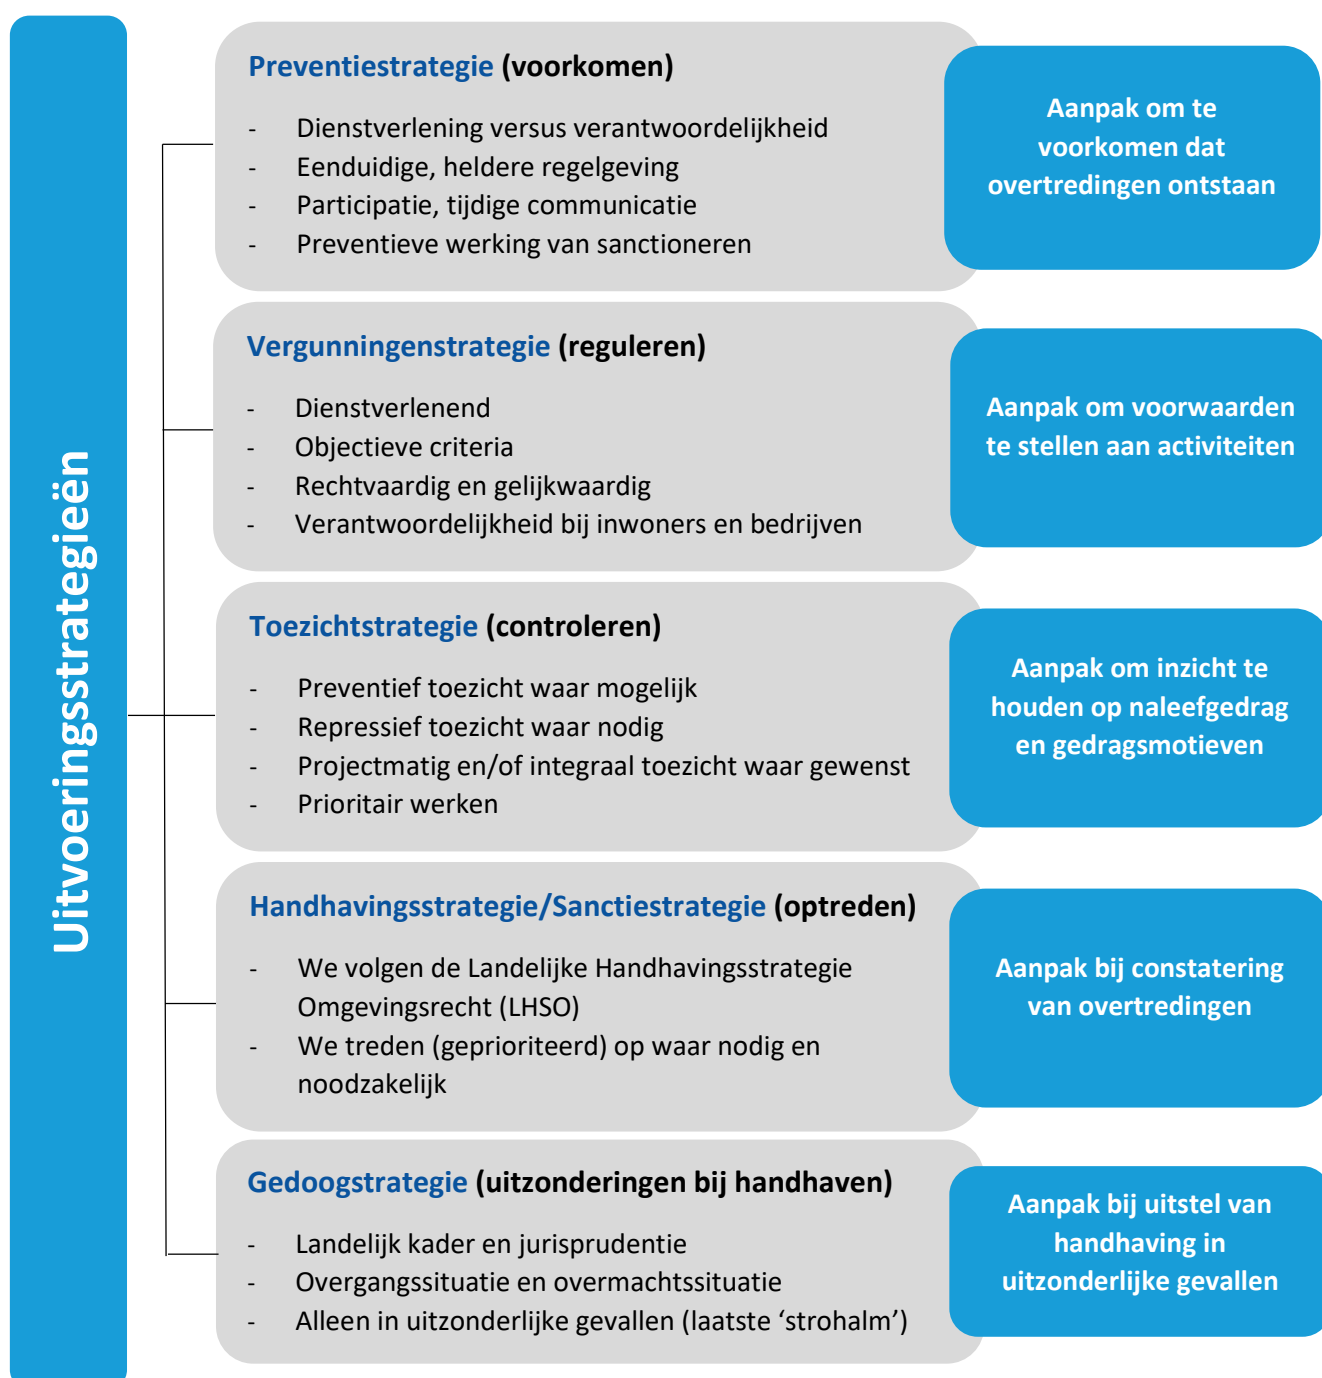 Uitvoeringsstrategieën
Preventiestrategie (voorkomen)
- Dienstverlening versus verantwoordelijkheid
- Eenduidige, heldere regelgeving
- Participatie, tijdige communicatie
- Preventieve werking van sanctioneren
Aanpak om te
voorkomen dat
overtredingen ontstaan
Vergunningenstrategie (reguleren)
- Dienstverlenend
- Objectieve criteria
- Rechtvaardig en gelijkwaardig
- Verantwoordelijkheid bij inwoners en bedrijven
Aanpak om voorwaarden
te stellen aan activiteiten
Toezichtstrategie (controleren)
- Preventief toezicht waar mogelijk
- Repressief toezicht waar nodig
- Projectmatig en/of integraal toezicht waar gewenst
- Prioritair werken
Aanpak om inzicht te
houden op naleefgedrag
en gedragsmotieven
Handhavingsstrategie/Sanctiestrategie (optreden)
- We volgen de Landelijke Handhavingsstrategie
Omgevingsrecht (LHSO)
- We treden (geprioriteerd) op waar nodig en
noodzakelijk
Aanpak bij constatering
van overtredingen
Gedoogstrategie (uitzonderingen bij handhaven)
- Landelijk kader en jurisprudentie
- Overgangssituatie en overmachtssituatie
- Alleen in uitzonderlijke gevallen (laatste ‘strohalm’)
Aanpak bij uitstel van
handhaving in
uitzonderlijke gevallen